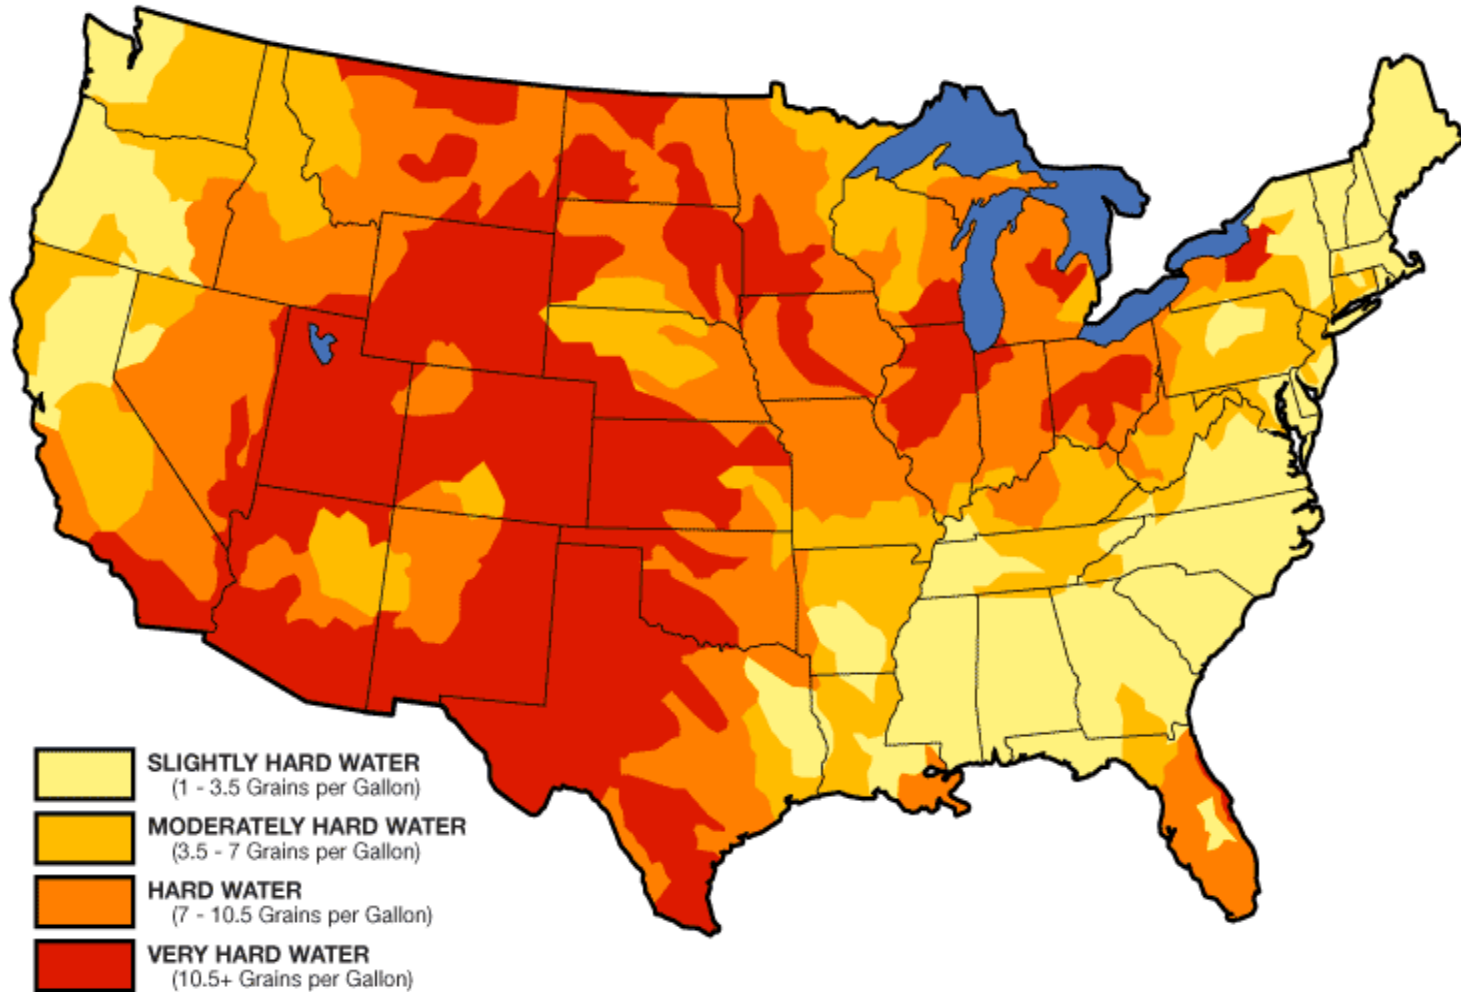 SLIGHTLY HARD WATER
(1 - 3.5 Grains per Gallon)
MODERATELY HARD WATER
(3.5 - 7 Grains per Gallon)
HARD WATER
(7 - 10.5 Grains per Gallon)
VERY HARD WATER
(10.5+ Grains per Gallon)